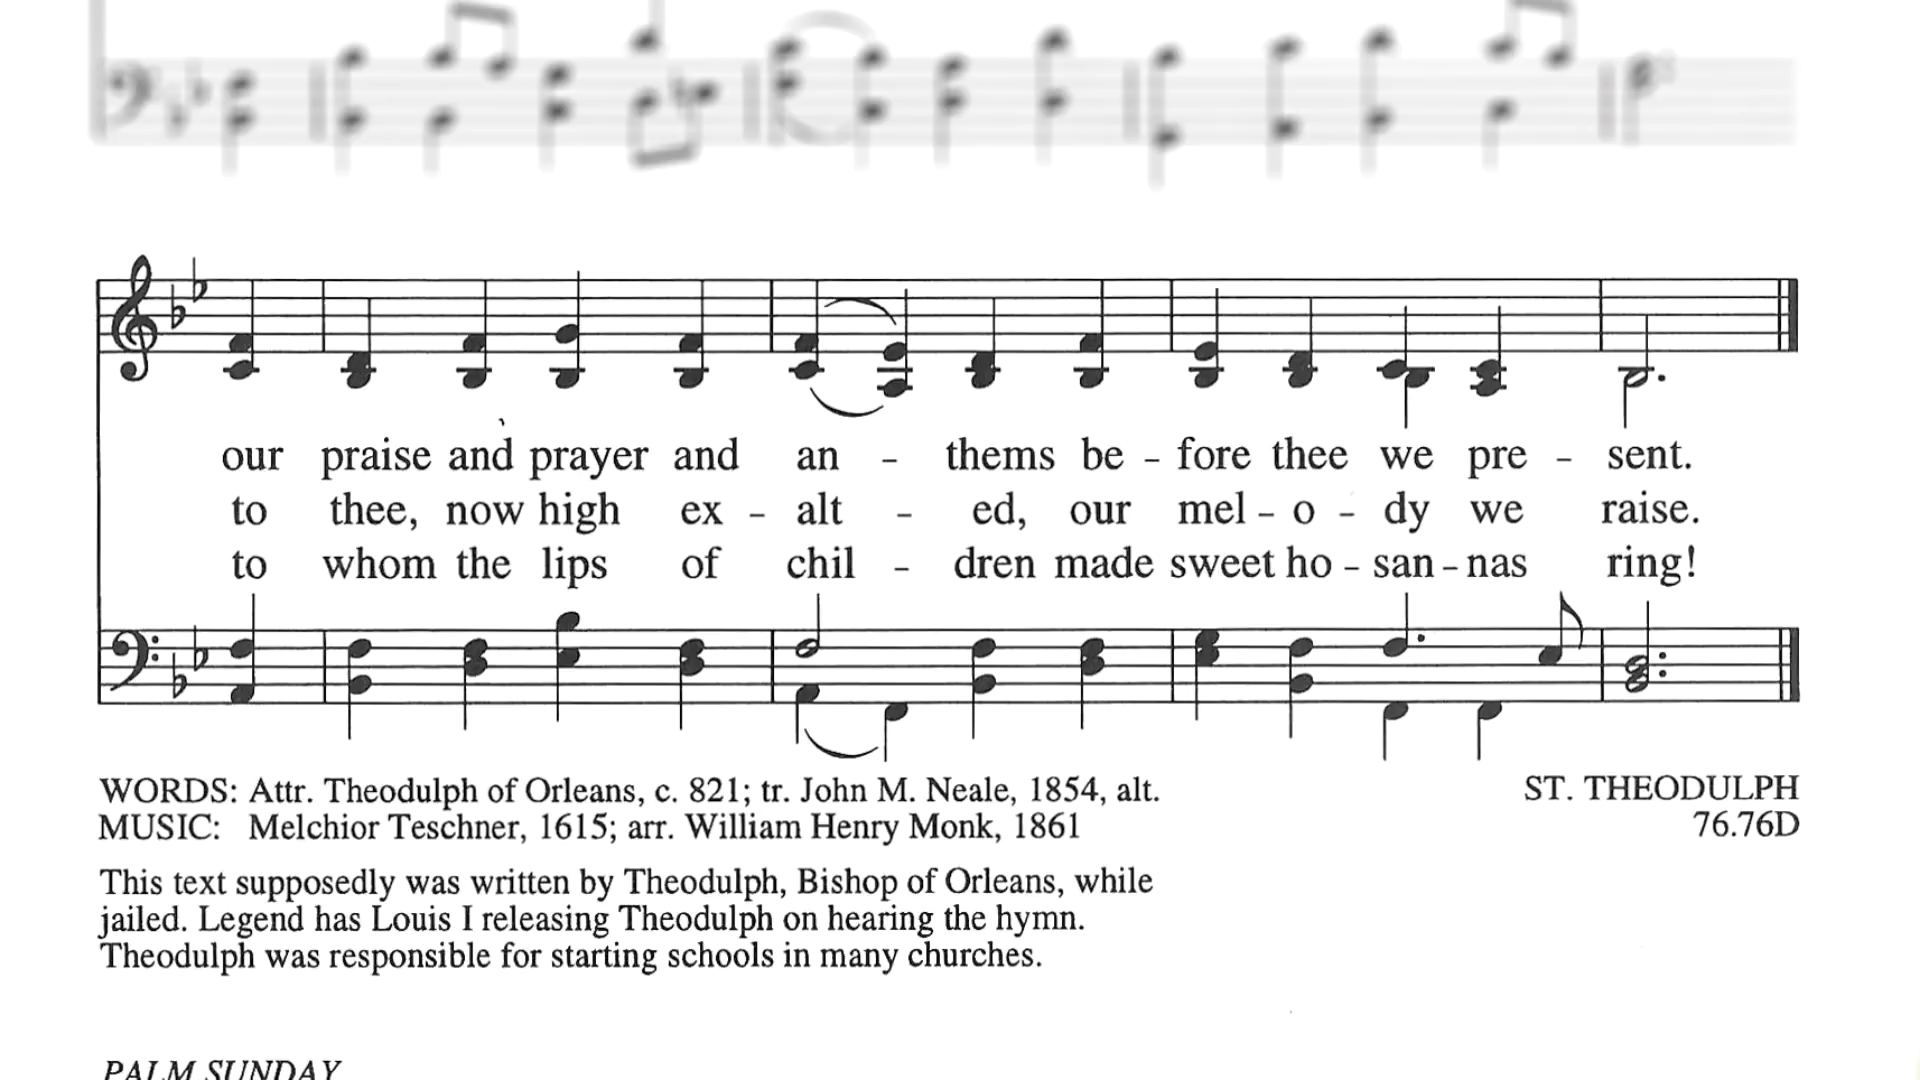 our praise and prayer and an - thems be - fore thee we pre - sent.
to thee, now high ex - alt - ed, our mel - o - dy we raise.
to whom the lips of chil - dren made sweet ho - san - nas ring!
WORDS: Attr. Theodulph of Orleans, c. 821; tr. John M. Neale, 1854, alt.
MUSIC: Melchior Teschner, 1615; arr. William Henry Monk, 1861
ST. THEODULPH
76.76D
This text supposedly was written by Theodulph, Bishop of Orleans, while
jailed. Legend has Louis I releasing Theodulph on hearing the hymn.
Theodulph was responsible for starting schools in many churches.
PALM SUNDAY